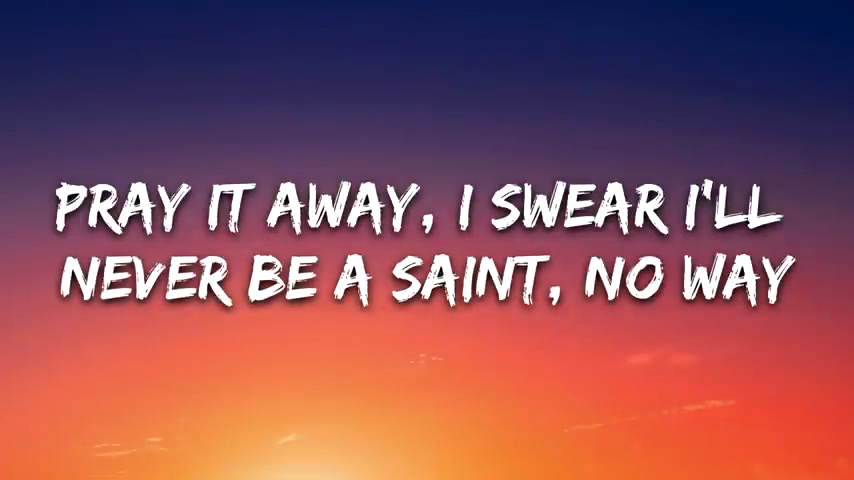 PRAY IT AWAY, I SWEAR I'LL
NEVER BE A SAINT, NO WAY